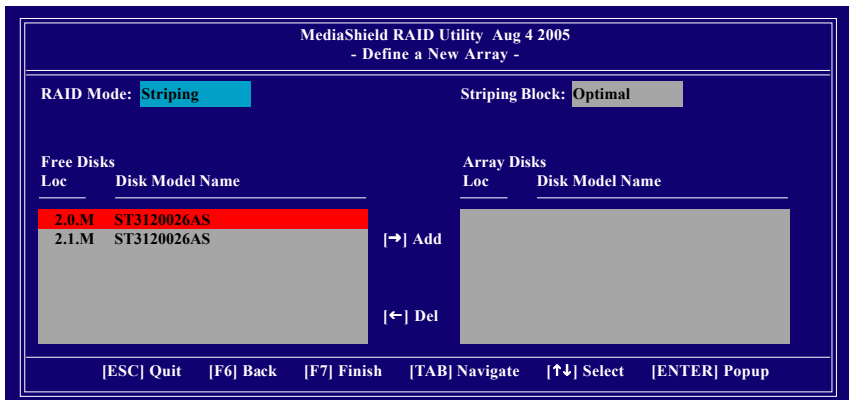 MediaShield RAID Utility Aug 4 2005
- Define a New Array -
RAID Mode: Striping
Striping Block: Optimal
Free Disks
Loc Disk Model Name
2.0.M ST3120026AS
2.1.M ST3120026AS
[→] Add
[←] Del
Array Disks
Loc Disk Model Name
[ESC] Quit [F6] Back [F7] Finish [TAB] Navigate [↑↓] Select [ENTER] Popup